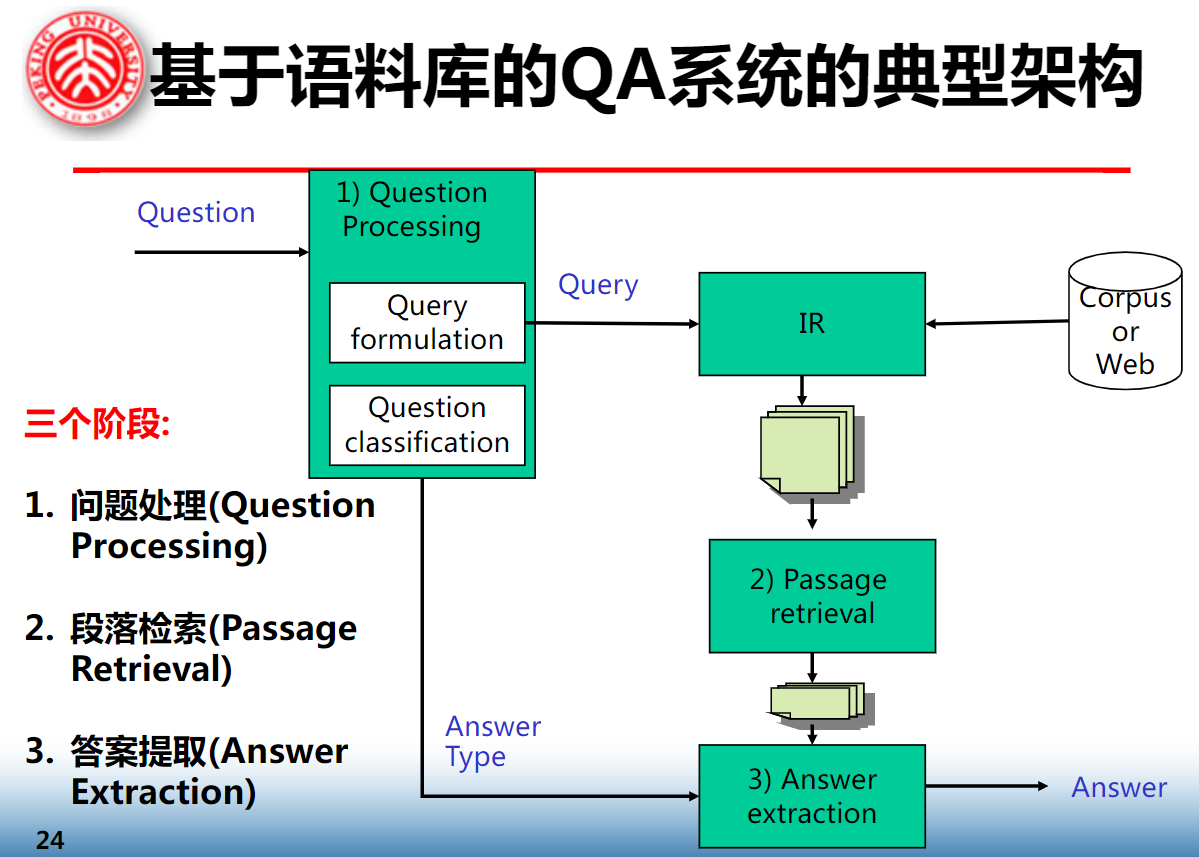 PEKING UNIVERSITY
1898
基于语料库的QA系统的典型架构
Question
1) Question
Processing
Query
formulation
Question
classification
Query
IR
Corpus
or
Web
三个阶段:
1. 问题处理(Question
Processing)
2. 段落检索(Passage
Retrieval)
3. 答案提取(Answer
Extraction)
2) Passage
retrieval
Answer
Type
3) Answer
extraction
Answer
24